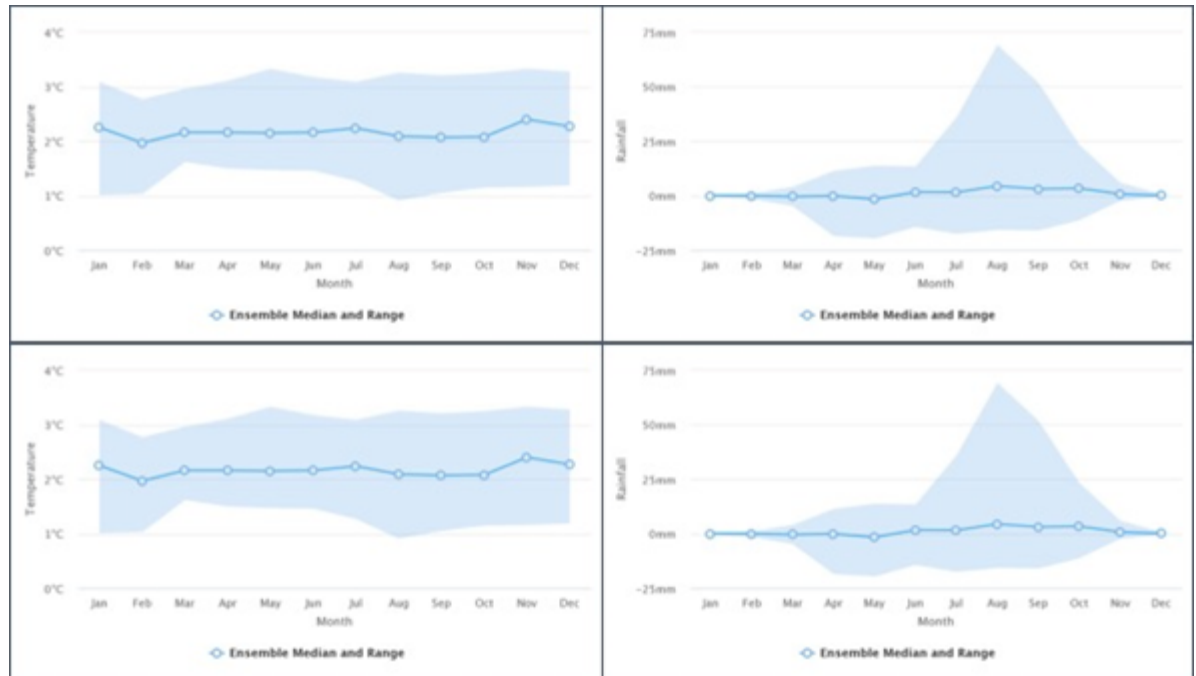 4°C
3°C
2°C
1°C
0°C
Temperature
Jan Feb Mar Apr May Jun Jul Aug Sep Oct Nov Dec
Month
Ensemble Median and Range
75mm
50mm
25mm
0mm
-25mm
Rainfall
Jan Feb Mar Apr May Jun Jul Aug Sep Oct Nov Dec
Month
Ensemble Median and Range
4°C
3°C
2°C
1°C
0°C
Temperature
Jan Feb Mar Apr May Jun Jul Aug Sep Oct Nov Dec
Month
Ensemble Median and Range
75mm
50mm
25mm
0mm
-25mm
Rainfall
Jan Feb Mar Apr May Jun Jul Aug Sep Oct Nov Dec
Month
Ensemble Median and Range